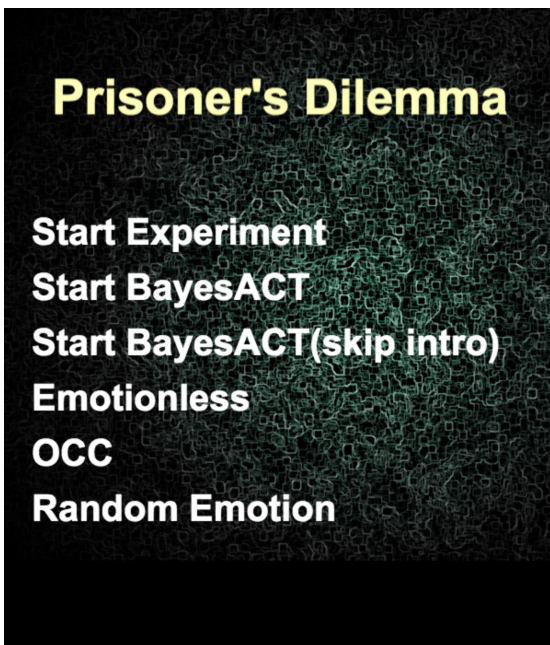 Prisoner's Dilemma
Start Experiment
Start BayesACT
Start BayesACT(skip intro)
Emotionless
OCC
Random Emotion